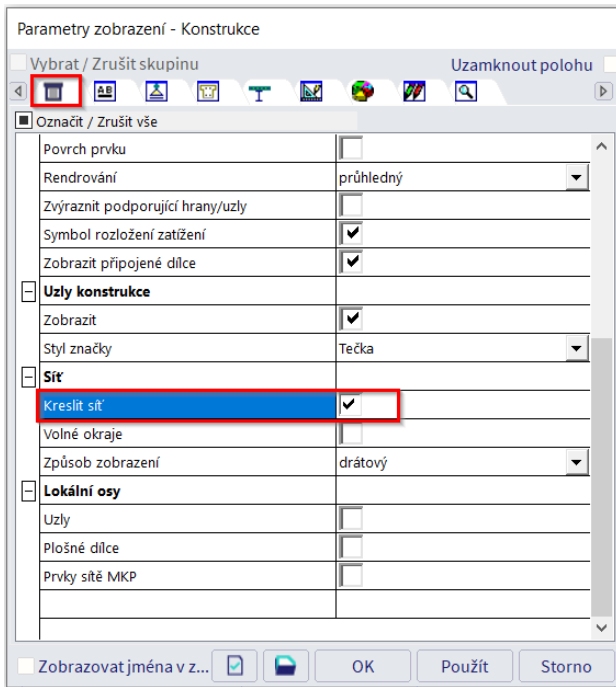 Parametry zobrazení - Konstrukce
Vybrat / Zrušit skupinu Uzamknout polohu
AB
Označit / Zrušit vše
Povrch prvku
Rendrování průhledný
Zvýraznit podporující hrany/uzly
Symbol rozložení zatížení
Zobrazit připojené dílce
Uzly konstrukce
Zobrazit
Styl značky Tečka
Síť
Kreslit síť
Volné okraje
Způsob zobrazení drátový
Lokální osy
Uzly
Plošné dílce
Prvky sítě MKP
Zobrazovat jména v z... OK Použít Storno